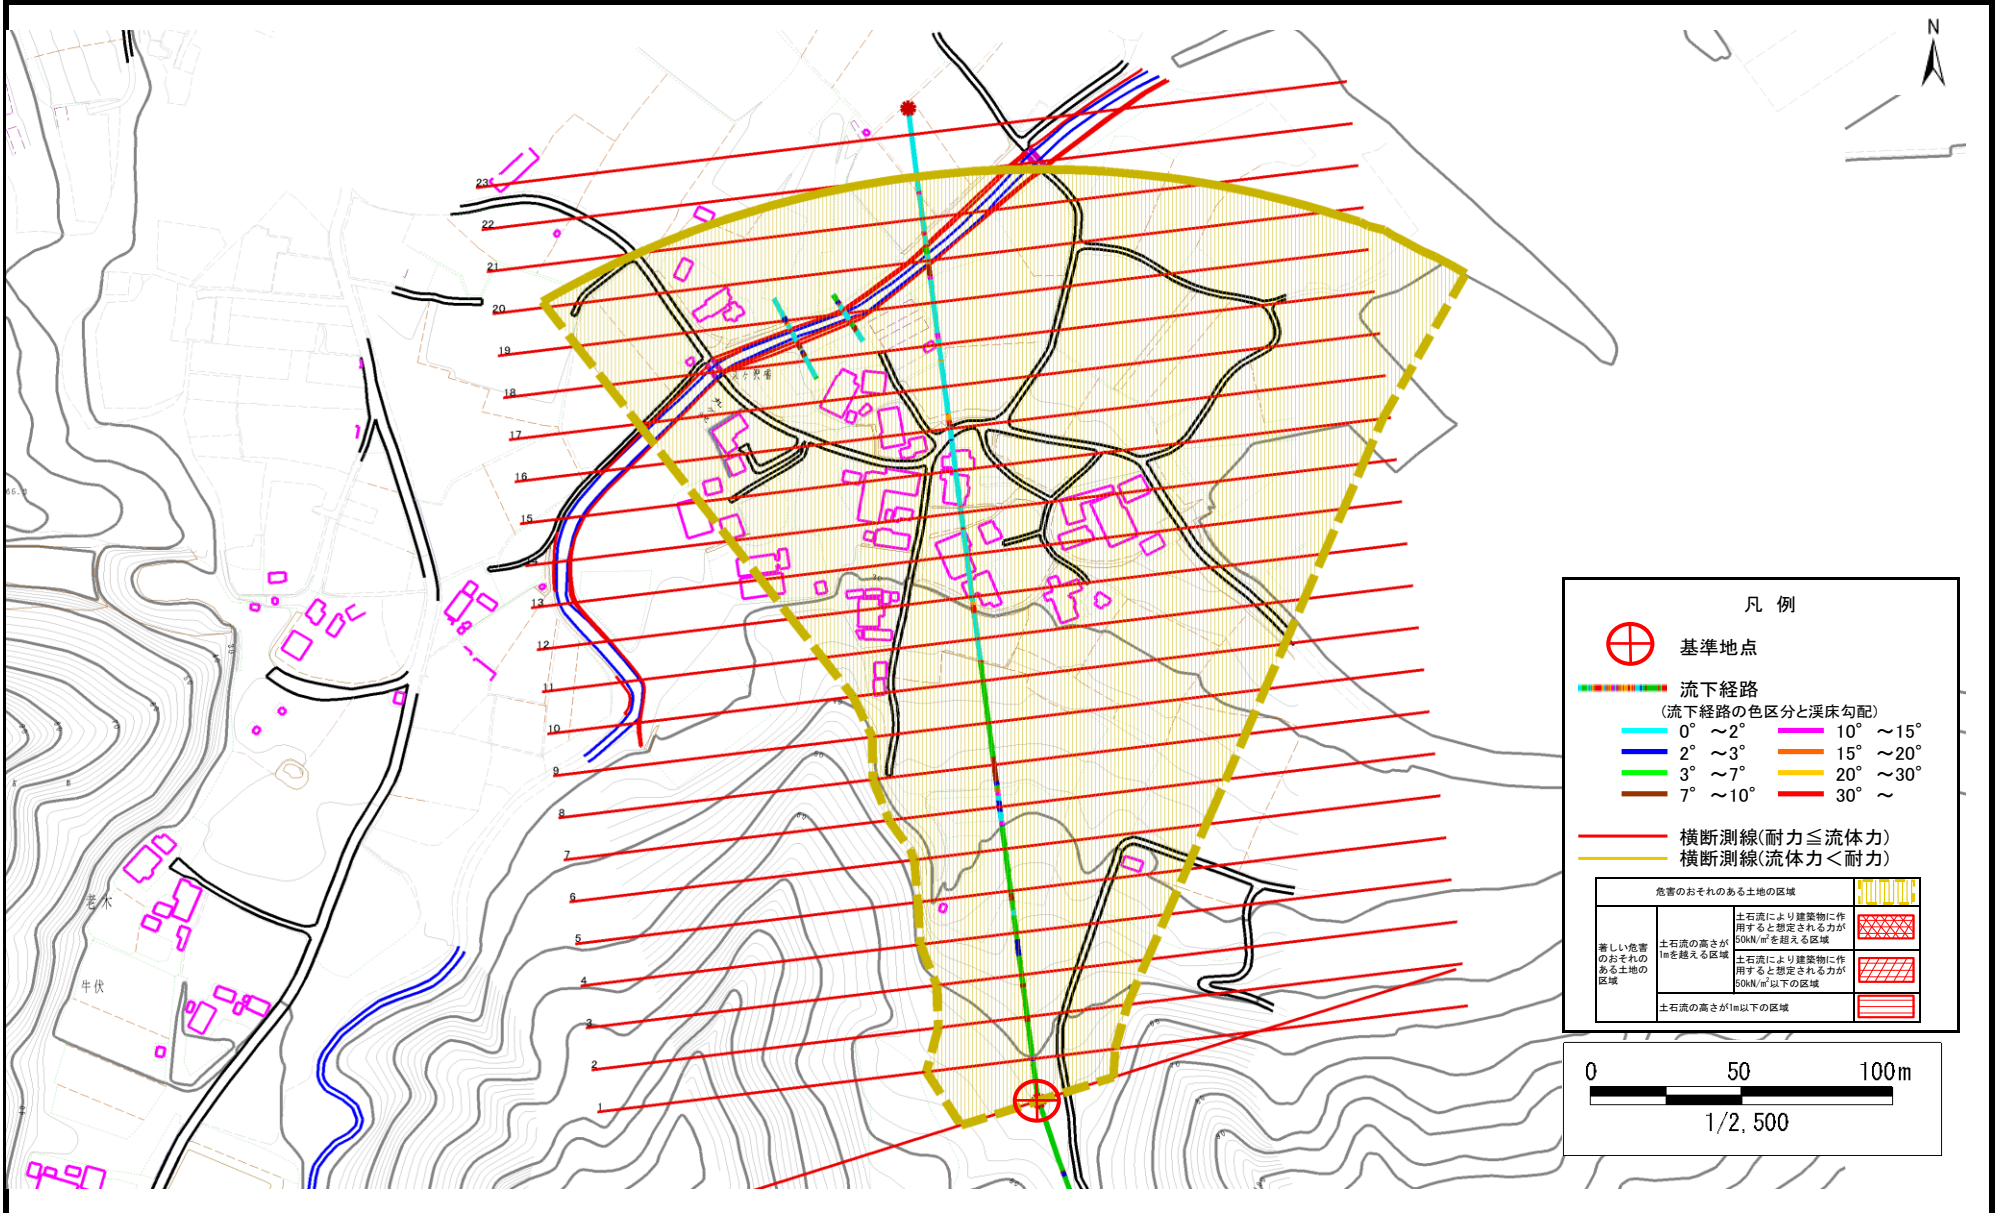 N
23
22
21
20
19
18
17
16
15
13
12
11
10
9
8
7
6
5
4
3
2
1
老木
牛伏
凡 例
基準地点
流下経路
(流下経路の色区分と渓床勾配)
0° ～2°
10° ～15°
2° ～3°
15° ～20°
3° ～7°
20° ～30°
7° ～10°
30° ～
横断測線(耐力≦流体力)
横断測線(流体力＜耐力)
危害のおそれのある土地の区域
著しい危害
のおそれの
ある土地の
区域
土石流の高さが
1mを越える区域
土石流により建築物に作
用すると想定される力が
50kN/m²を超える区域
土石流により建築物に作
用すると想定される力が
50kN/m²以下の区域
土石流の高さが1m以下の区域
0 50 100m
1/2,500